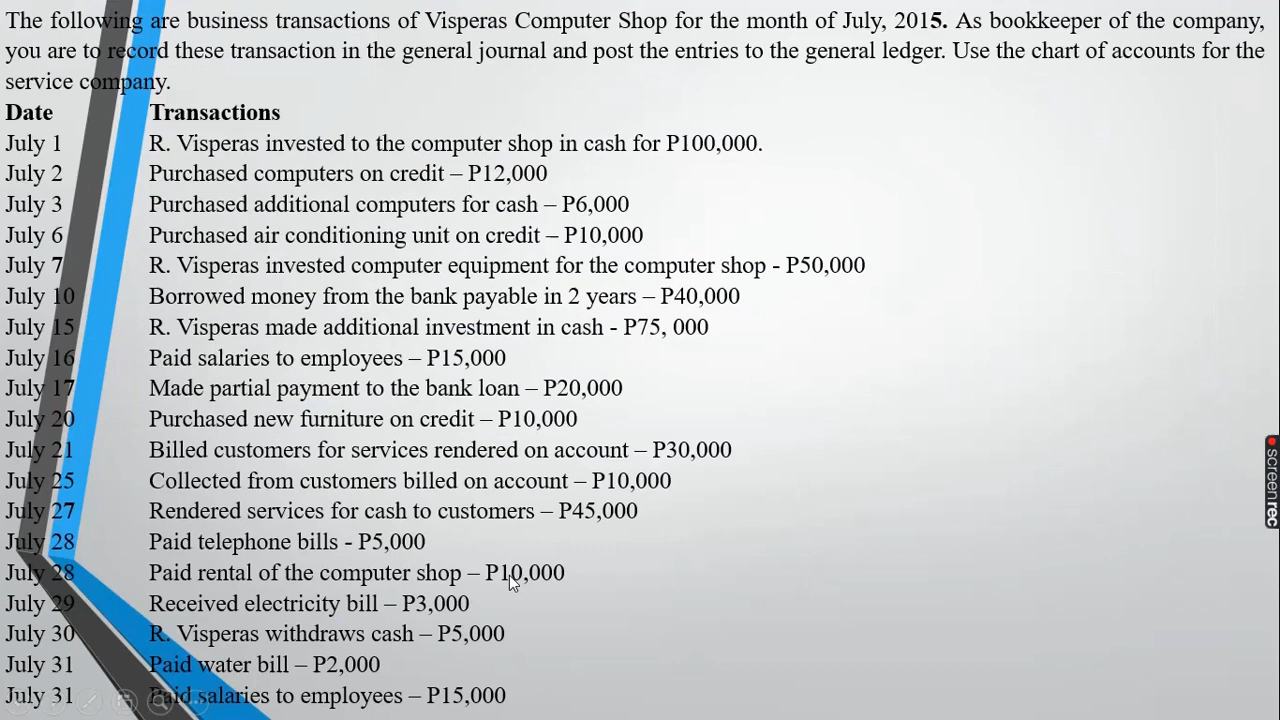 The following are business transactions of Visperas Computer Shop for the month of July, 2015. As bookkeeper of the company,
you are to record these transaction in the general journal and post the entries to the general ledger. Use the chart of accounts for the
service company.
Date Transactions
July 1 R. Visperas invested to the computer shop in cash for P100,000.
July 2 Purchased computers on credit – P12,000
July 3 Purchased additional computers for cash – P6,000
July 6 Purchased air conditioning unit on credit – P10,000
July 7 R. Visperas invested computer equipment for the computer shop - P50,000
July 10 Borrowed money from the bank payable in 2 years – P40,000
July 15 R. Visperas made additional investment in cash - P75, 000
July 16 Paid salaries to employees – P15,000
July 17 Made partial payment to the bank loan – P20,000
July 20 Purchased new furniture on credit – P10,000
July 21 Billed customers for services rendered on account – P30,000
July 25 Collected from customers billed on account – P10,000
July 27 Rendered services for cash to customers – P45,000
July 28 Paid telephone bills - P5,000
July 28 Paid rental of the computer shop – P10,000
July 29 Received electricity bill – P3,000
July 30 R. Visperas withdraws cash – P5,000
July 31 Paid water bill – P2,000
July 31 Paid salaries to employees – P15,000
screenrec